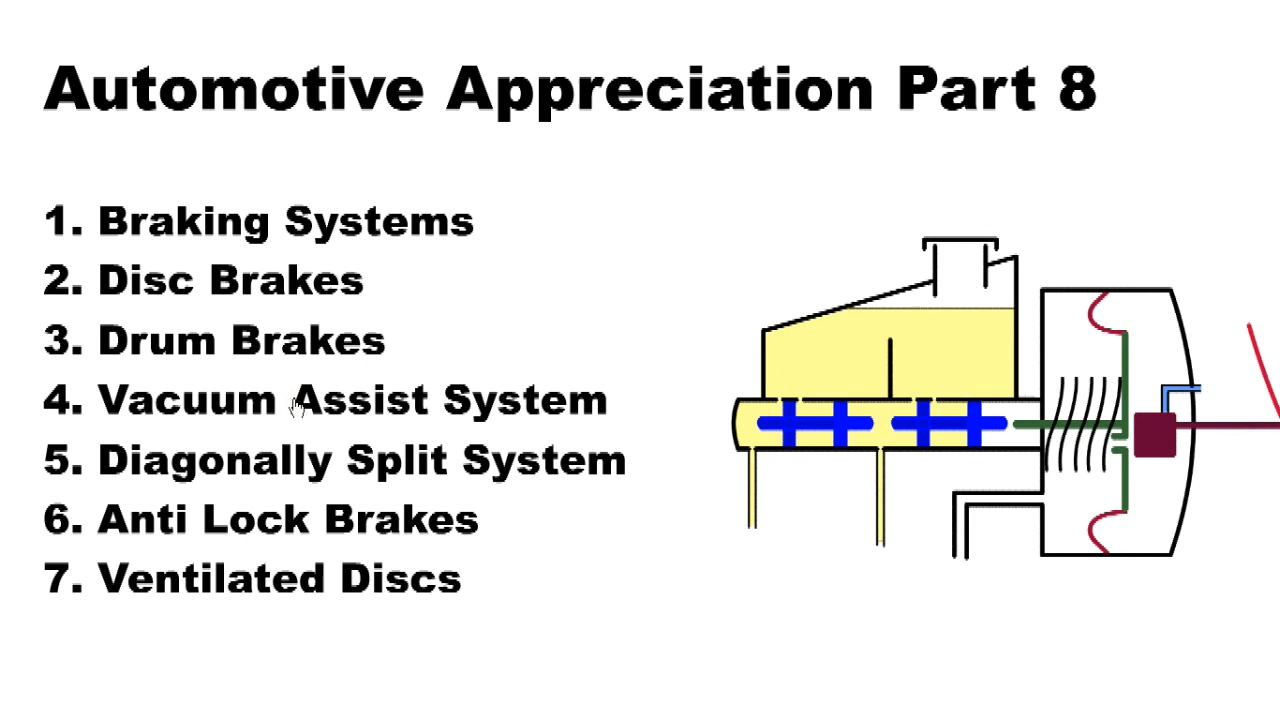 Automotive Appreciation Part 8
1. Braking Systems
2. Disc Brakes
3. Drum Brakes
4. Vacuum Assist System
5. Diagonally Split System
6. Anti Lock Brakes
7. Ventilated Discs